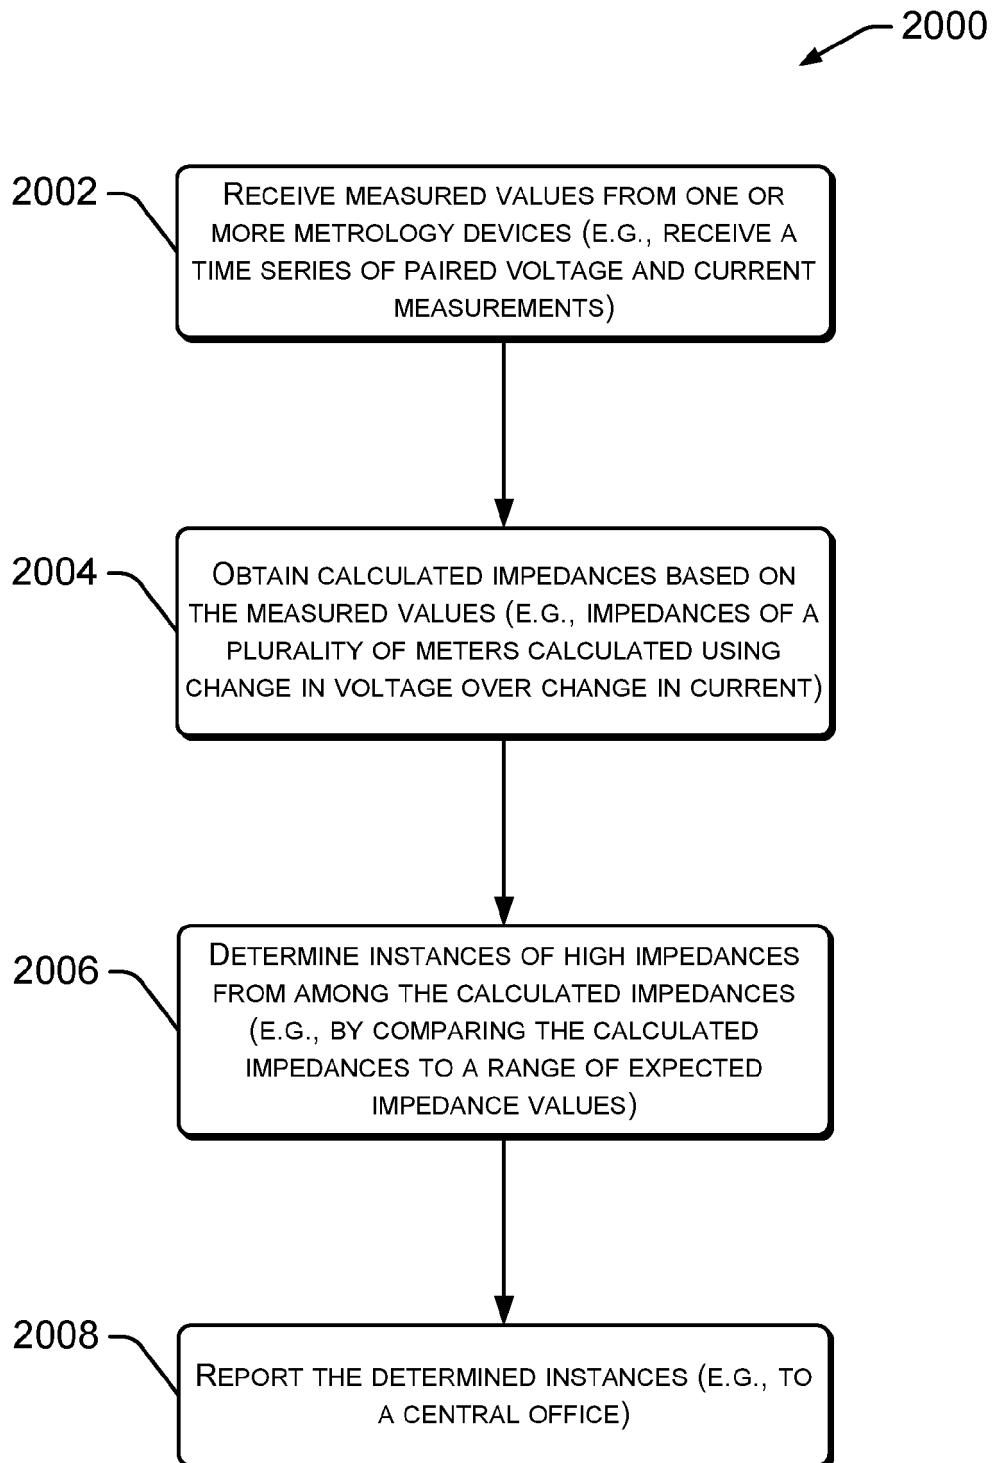 2000
2002
RECEIVE MEASURED VALUES FROM ONE OR
MORE METROLOGY DEVICES (E.G., RECEIVE A
TIME SERIES OF PAIRED VOLTAGE AND CURRENT
MEASUREMENTS)
2004
OBTAIN CALCULATED IMPEDANCES BASED ON
THE MEASURED VALUES (E.G., IMPEDANCES OF A
PLURALITY OF METERS CALCULATED USING
CHANGE IN VOLTAGE OVER CHANGE IN CURRENT)
2006
DETERMINE INSTANCES OF HIGH IMPEDANCES
FROM AMONG THE CALCULATED IMPEDANCES
(E.G., BY COMPARING THE CALCULATED
IMPEDANCES TO A RANGE OF EXPECTED
IMPEDANCE VALUES)
2008
REPORT THE DETERMINED INSTANCES (E.G., TO
A CENTRAL OFFICE)